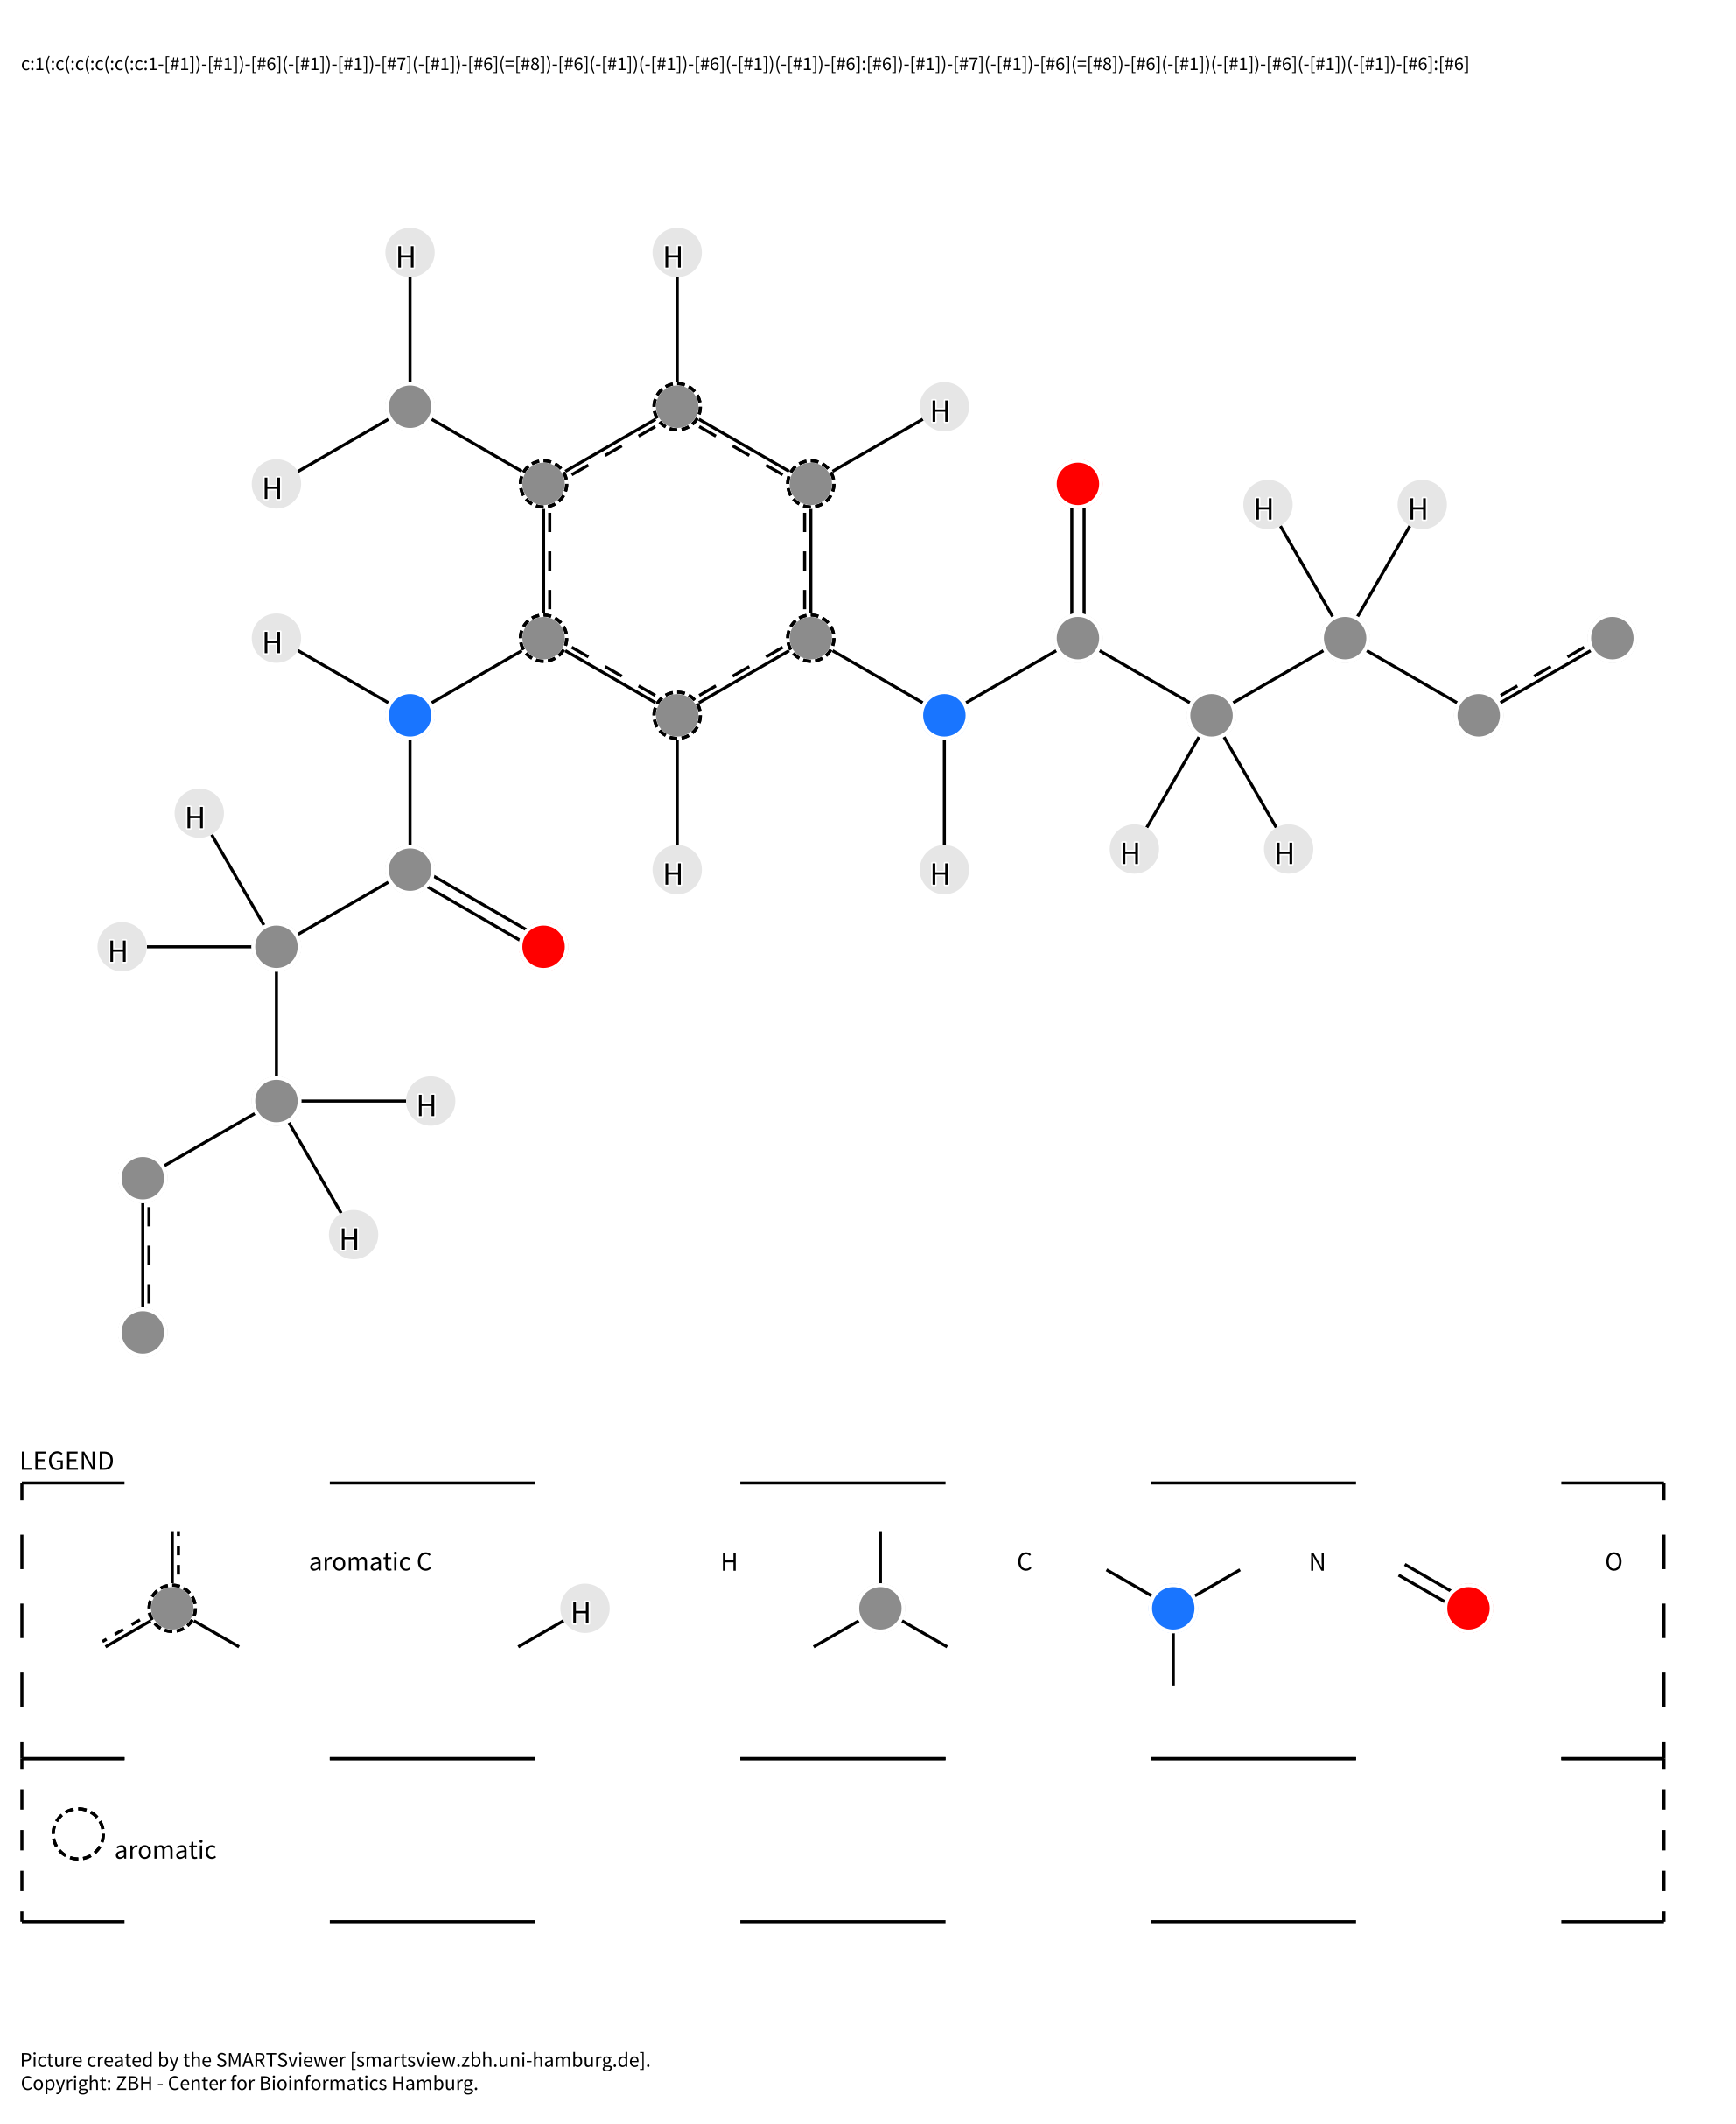 c:1(:c(:c(:c(:c(:c:1-[#1])-[#1])-[#6](-[#1])-[#1])-[#7](-[#1])-[#6](=[#8])-[#6](-[#1])(-[#1])-[#6](-[#1])(-[#1])-[#6]:[#6])-[#1])-[#7](-[#1])-[#6](=[#8])-[#6](-[#1])(-[#1])-[#6](-[#1])(-[#1])-[#6]:[#6]
H H
H
H
H H
H
H
H H H H
H
H
H
LEGEND
aromatic C H H C N O
aromatic
Picture created by the SMARTSviewer [smartsview.zbh.uni-hamburg.de].
Copyright: ZBH - Center for Bioinformatics Hamburg.